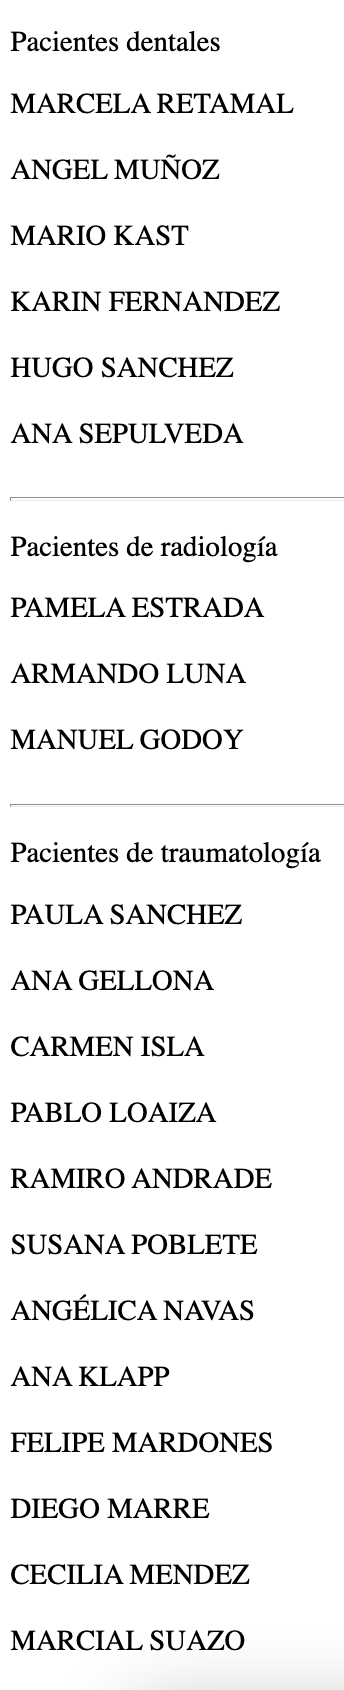 Pacientes dentales
MARCELA RETAMAL
ANGEL MUÑOZ
MARIO KAST
KARIN FERNANDEZ
HUGO SANCHEZ
ANA SEPULVEDA
Pacientes de radiología
PAMELA ESTRADA
ARMANDO LUNA
MANUEL GODOY
Pacientes de traumatología
PAULA SANCHEZ
ANA GELLONA
CARMEN ISLA
PABLO LOAIZA
RAMIRO ANDRADE
SUSANA POBLETE
ANGÉLICA NAVAS
ANA KLAPP
FELIPE MARDONES
DIEGO MARRE
CECILIA MENDEZ
MARCIAL SUAZO